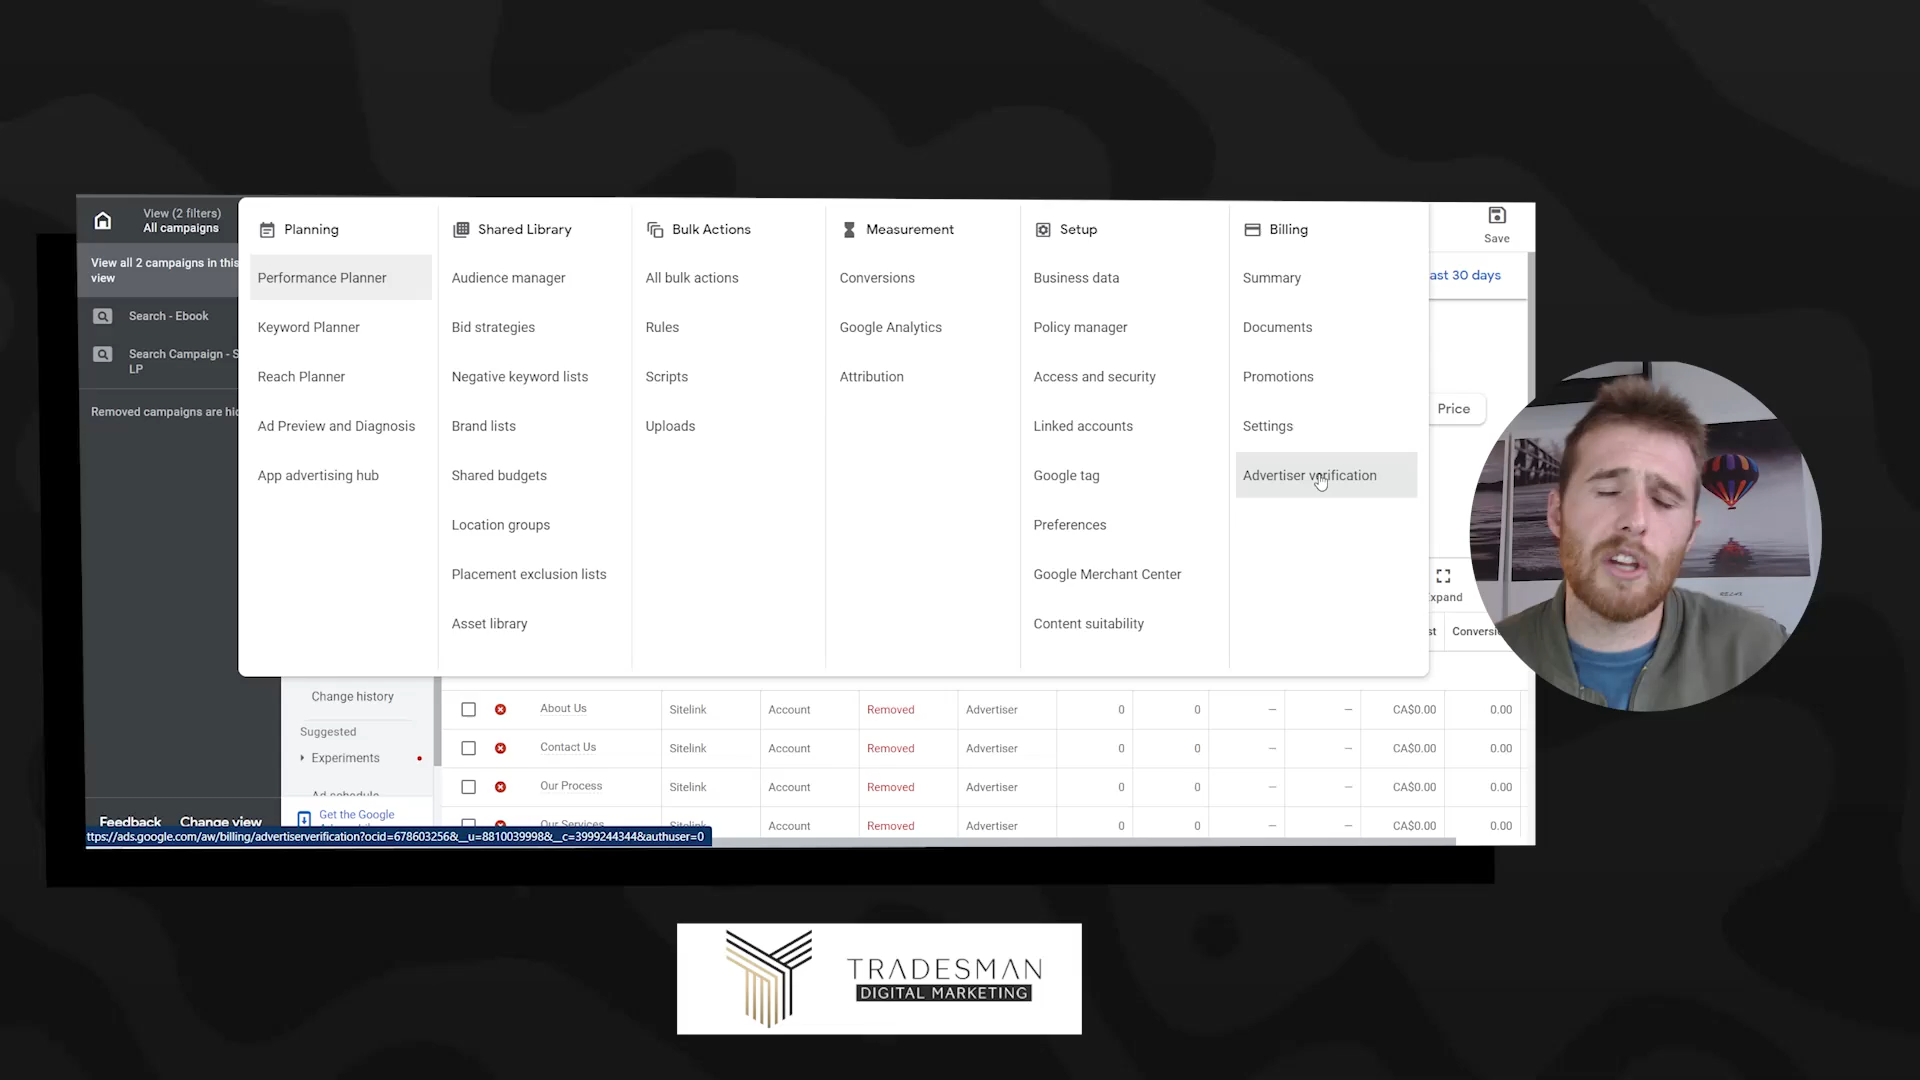 View (2 filters)
All campaigns
View all 2 campaigns in this
view
Search - Ebook
Search Campaign - S
LP
Removed campaigns are hid
Planning
Performance Planner
Keyword Planner
Reach Planner
Ad Preview and Diagnosis
App advertising hub
Shared Library
Audience manager
Bid strategies
Negative keyword lists
Brand lists
Shared budgets
Location groups
Placement exclusion lists
Asset library
Bulk Actions
All bulk actions
Rules
Scripts
Uploads
Measurement
Conversions
Google Analytics
Attribution
Setup
Business data
Policy manager
Access and security
Linked accounts
Google tag
Preferences
Google Merchant Center
Content suitability
Billing
Summary
Documents
Promotions
Settings
Advertiser verification
Save
ast 30 days
Price
xpand
st Conversi
Change history
Suggested
Experiments
Ad schedule
Get the Google
About Us Sitelink Account Removed Advertiser 0 0 — — CA$0.00 0.00
Contact Us Sitelink Account Removed Advertiser 0 0 — — CA$0.00 0.00
Our Process Sitelink Account Removed Advertiser 0 0 — — CA$0.00 0.00
Our Services Sitelink Account Removed Advertiser 0 0 — — CA$0.00 0.00
Feedback Change view
ttps://ads.google.com/aw/billing/advertiserverification?ocid=678603256&__u=8810039998&__c=3999244344&authuser=0
TRADESMAN
DIGITAL MARKETING